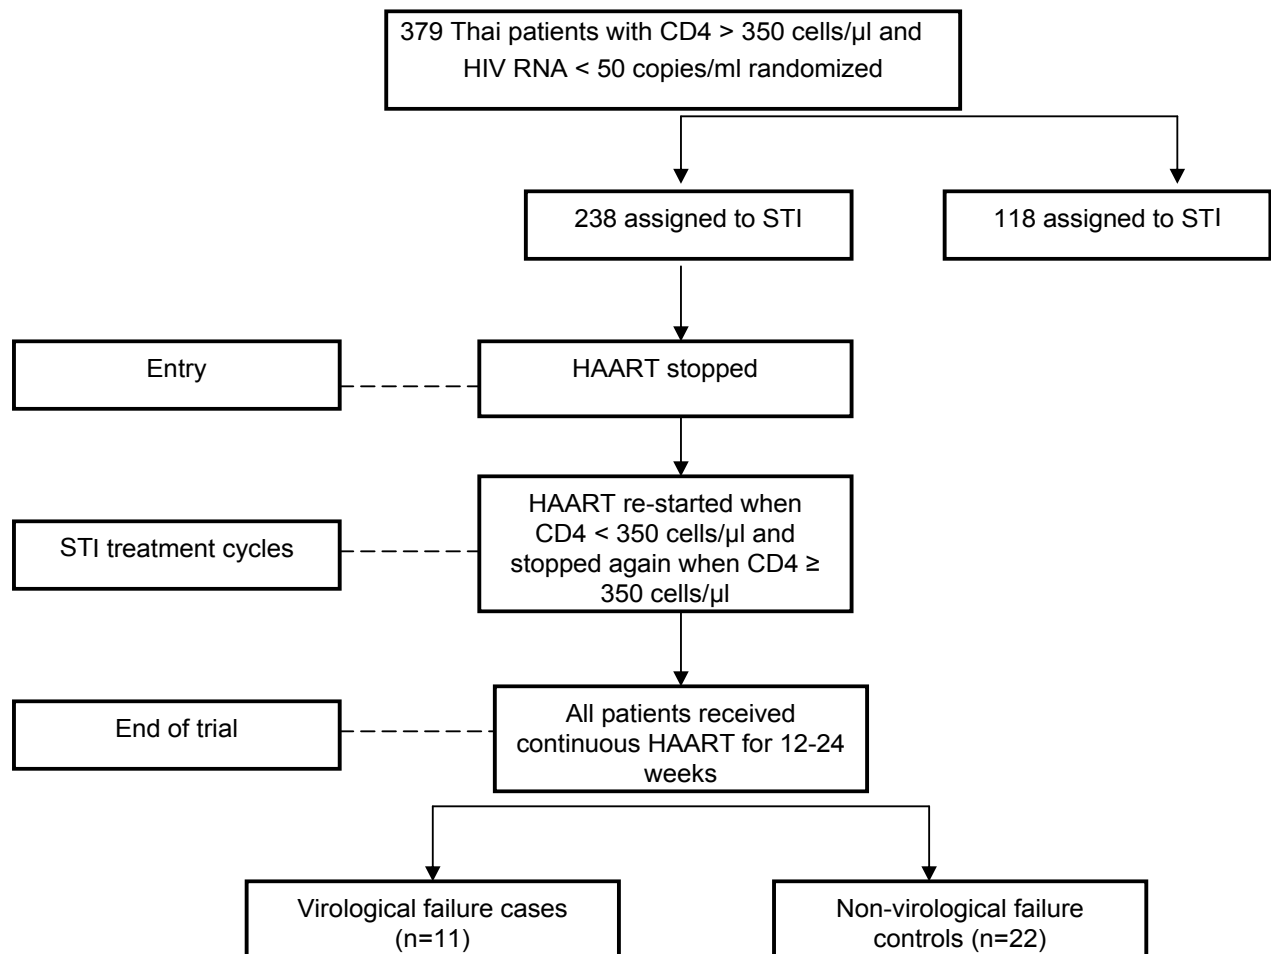 379 Thai patients with CD4 > 350 cells/µl and
HIV RNA < 50 copies/ml randomized
238 assigned to STI
118 assigned to STI
Entry
HAART stopped
STI treatment cycles
HAART re-started when
CD4 < 350 cells/µl and
stopped again when CD4 ≥
350 cells/µl
End of trial
All patients received
continuous HAART for 12-24
weeks
Virological failure cases
(n=11)
Non-virological failure
controls (n=22)